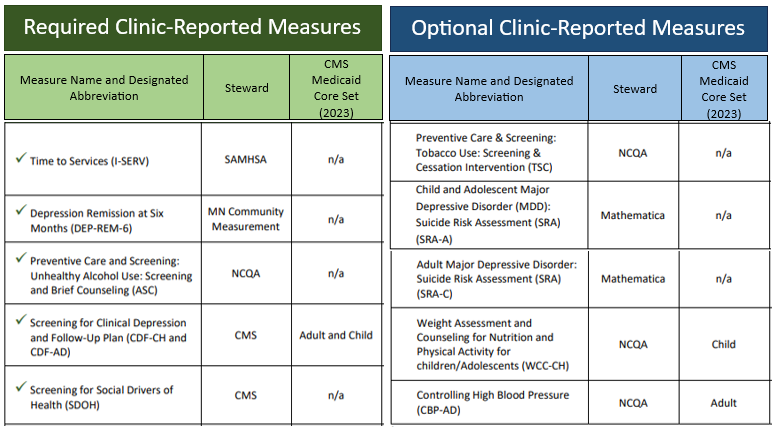 Required Clinic-Reported Measures
Measure Name and Designated
Abbreviation
Steward
CMS
Medicaid
Core Set
(2023)
✓ Time to Services (I-SERV)
SAMHSA
n/a
✓ Depression Remission at Six
Months (DEP-REM-6)
MN Community
Measurement
n/a
✓ Preventive Care and Screening:
Unhealthy Alcohol Use: Screening
and Brief Counseling (ASC)
NCQA
n/a
✓ Screening for Clinical Depression
and Follow-Up Plan (CDF-CH and
CDF-AD)
CMS
Adult and Child
✓ Screening for Social Drivers of
Health (SDOH)
CMS
n/a
Optional Clinic-Reported Measures
Measure Name and Designated
Abbreviation
Steward
CMS
Medicaid
Core Set
(2023)
Preventive Care & Screening:
Tobacco Use: Screening &
Cessation Intervention (TSC)
NCQA
n/a
Child and Adolescent Major
Depressive Disorder (MDD):
Suicide Risk Assessment (SRA)
(SRA-A)
Mathematica
n/a
Adult Major Depressive Disorder:
Suicide Risk Assessment (SRA)
(SRA-C)
Mathematica
n/a
Weight Assessment and
Counseling for Nutrition and
Physical Activity for
children/Adolescents (WCC-CH)
NCQA
Child
Controlling High Blood Pressure
(CBP-AD)
NCQA
Adult